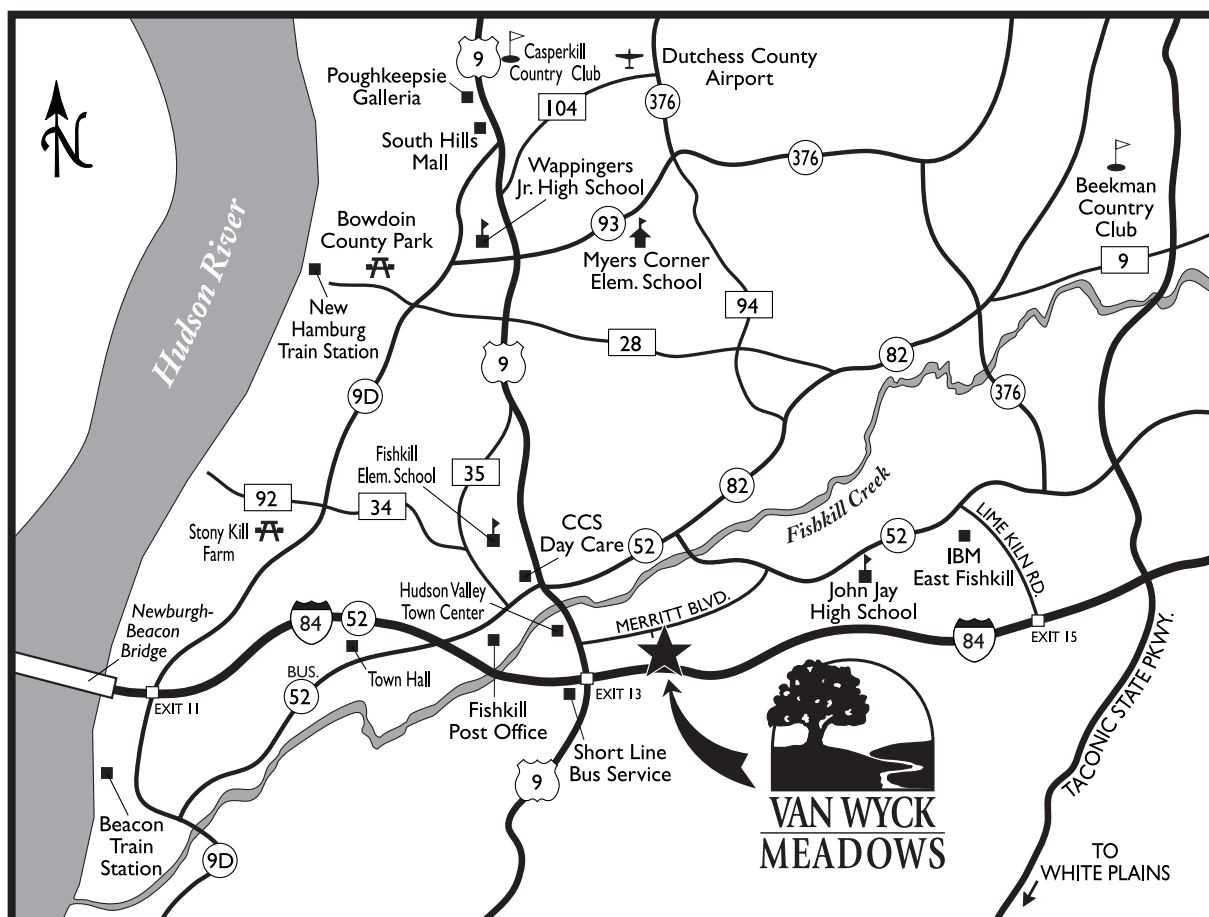 9
Casperkill
Country Club
Dutchess County
Airport
Poughkeepsie
Galleria
104
376
N
South Hills
Mall
Wappingers
Jr. High School
376
Beekman
Country
Club
Bowdoin
County Park
93
Myers Corner
Elem. School
9
Hudson River
New
Hamburg
Train Station
94
28
82
9
9D
376
Fishkill
Elem. School
35
82
92
34
Fishkill Creek
Stony Kill
Farm
CCS
Day Care
52
52
LIME KILN RD.
IBM
East Fishkill
John Jay
High School
Hudson Valley
Town Center
MERRITT BLVD.
Newburgh-
Beacon
Bridge
84
52
84
EXIT 15
BUS.
52
Town Hall
EXIT 11
EXIT 13
Fishkill
Post Office
Short Line
Bus Service
9
TACONIC STATE PKWY.
VAN WYCK
MEADOWS
Beacon
Train
Station
9D
TO
WHITE PLAINS